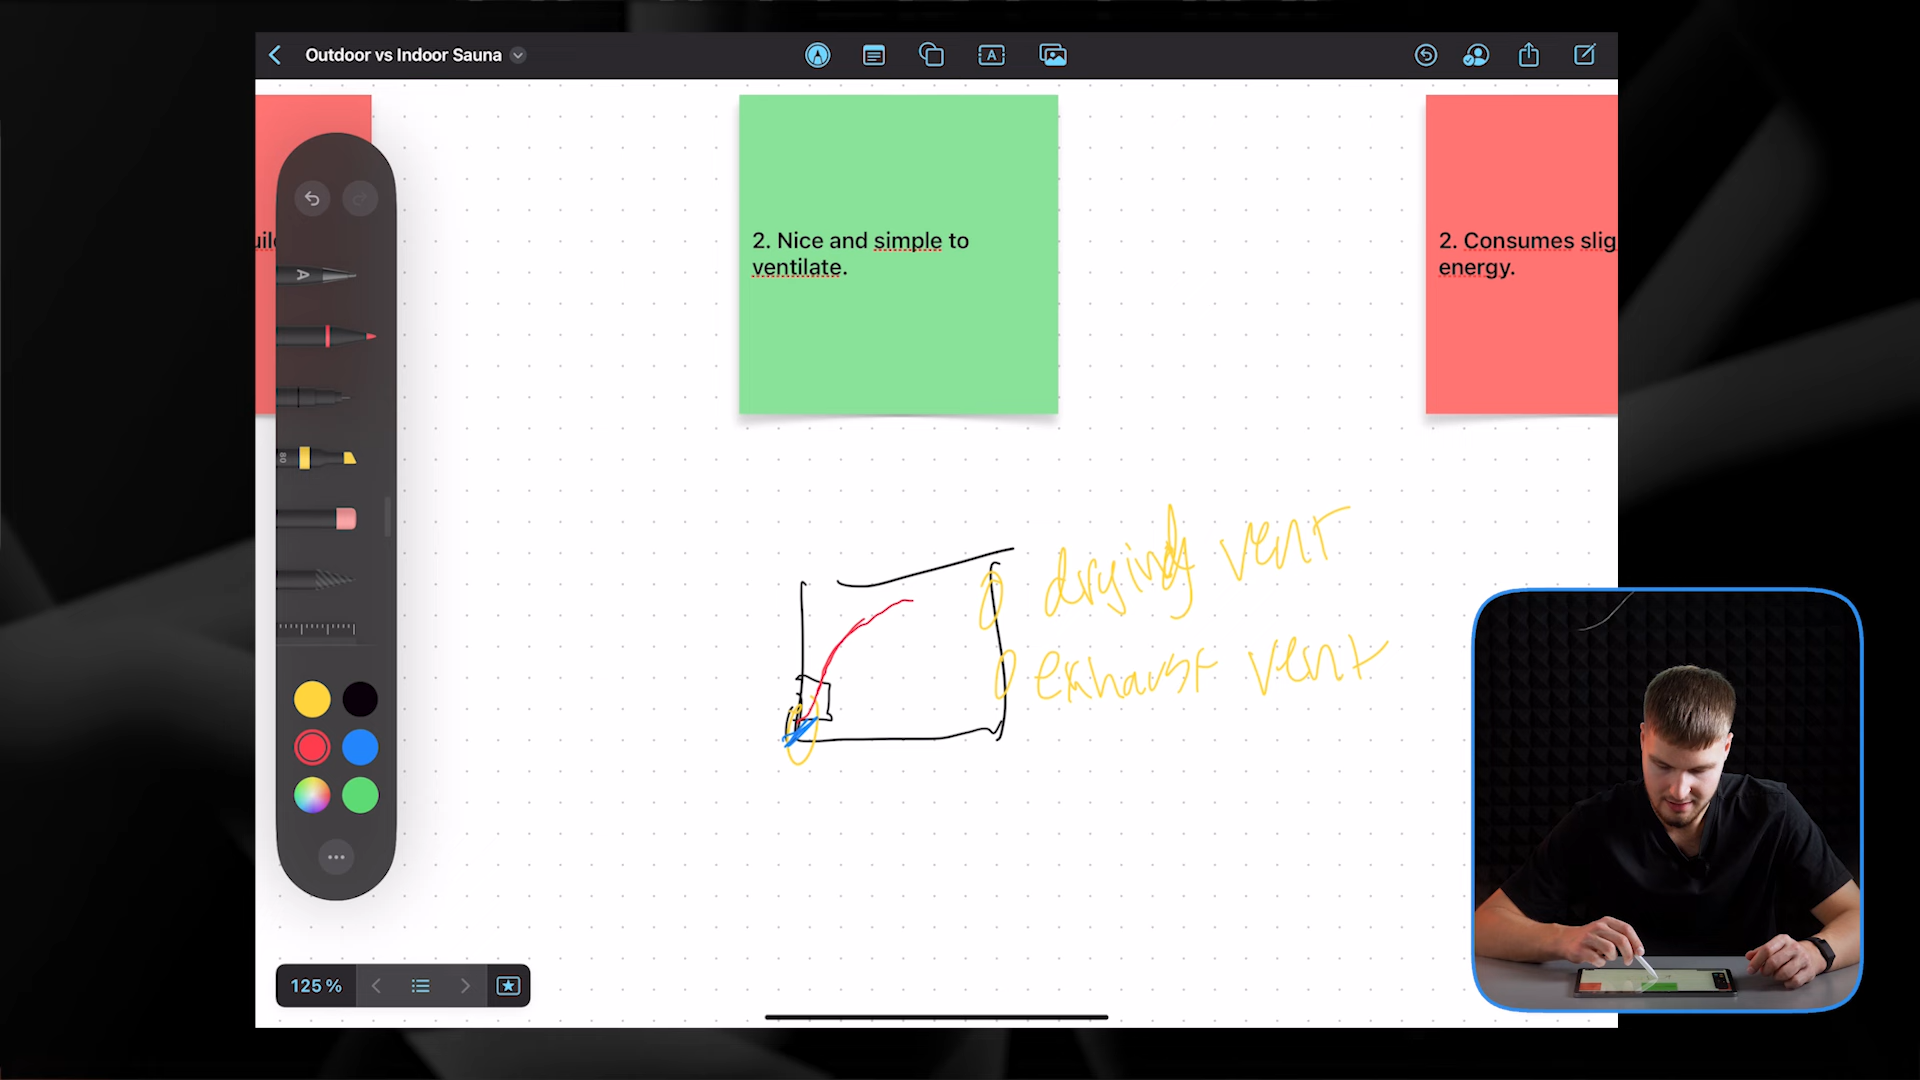 Outdoor vs Indoor Sauna
2. Nice and simple to
ventilate.
2. Consumes slig
energy.
A
80
drying vent
exhaust vent
125 %